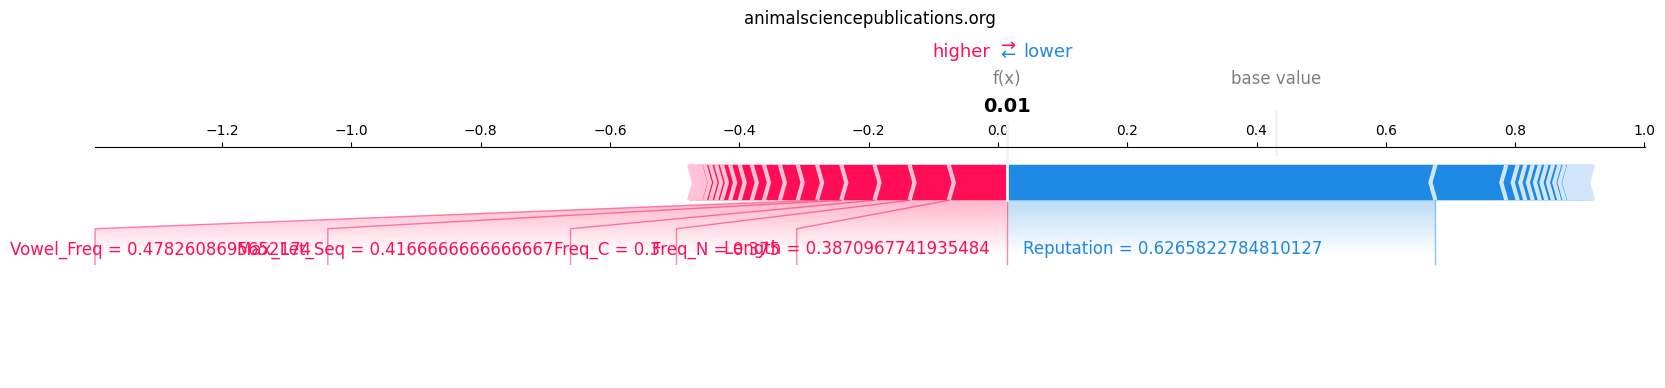 animalsciencepublications.org
higher ⇄ lower
f(x) base value
0.01
−1.2 −1.0 −0.8 −0.6 −0.4 −0.2 0.0 0.2 0.4 0.6 0.8 1.0
Vowel_Freq = 0.4782608695652174 Max_Let_Seq = 0.4166666666666667 Freq_C = 0.3 Freq_N = 0.375 Length = 0.3870967741935484 Reputation = 0.6265822784810127